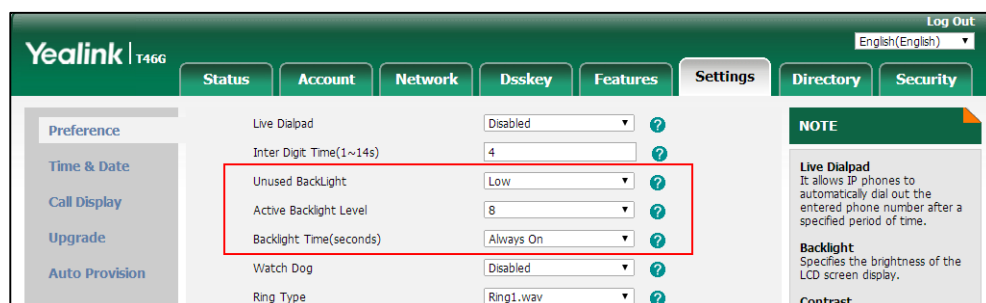 Log Out
Yealink | T46G
English(English)
Status Account Network Dsskey Features Settings Directory Security
Preference
Time & Date
Call Display
Upgrade
Auto Provision
Live Dialpad Disabled
Inter Digit Time(1~14s) 4
Unused BackLight Low
Active Backlight Level 8
Backlight Time(seconds) Always On
Watch Dog Disabled
Ring Type Ring1.wav
NOTE
Live Dialpad
It allows IP phones to
automatically dial out the
entered phone number after a
specified period of time.
Backlight
Specifies the brightness of the
LCD screen display.
Contrast